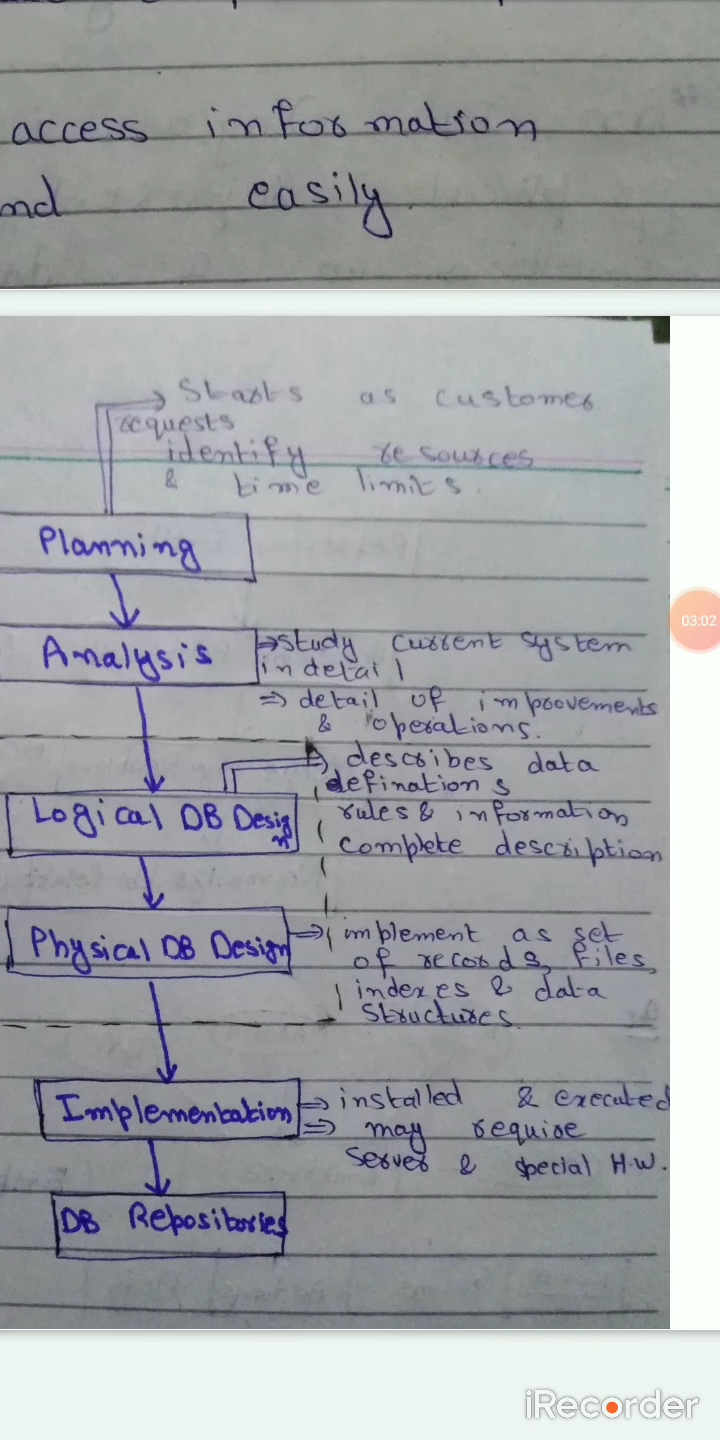 access information
nd easily.
Starts as customer
requests
identify resources
& time limits.
Planning
Analysis
⇒ study current system
in detail
⇒ detail of improvements
& operations.
describes data
definations
rules & information
complete description
Logical DB Desig
n
Physical DB Design
⇒ implement as set
of records, files,
indexes & data
structures.
Implementation
⇒ installed & executed
⇒ may require
server & special H.W.
DB Repositories
03:02
iRecorder